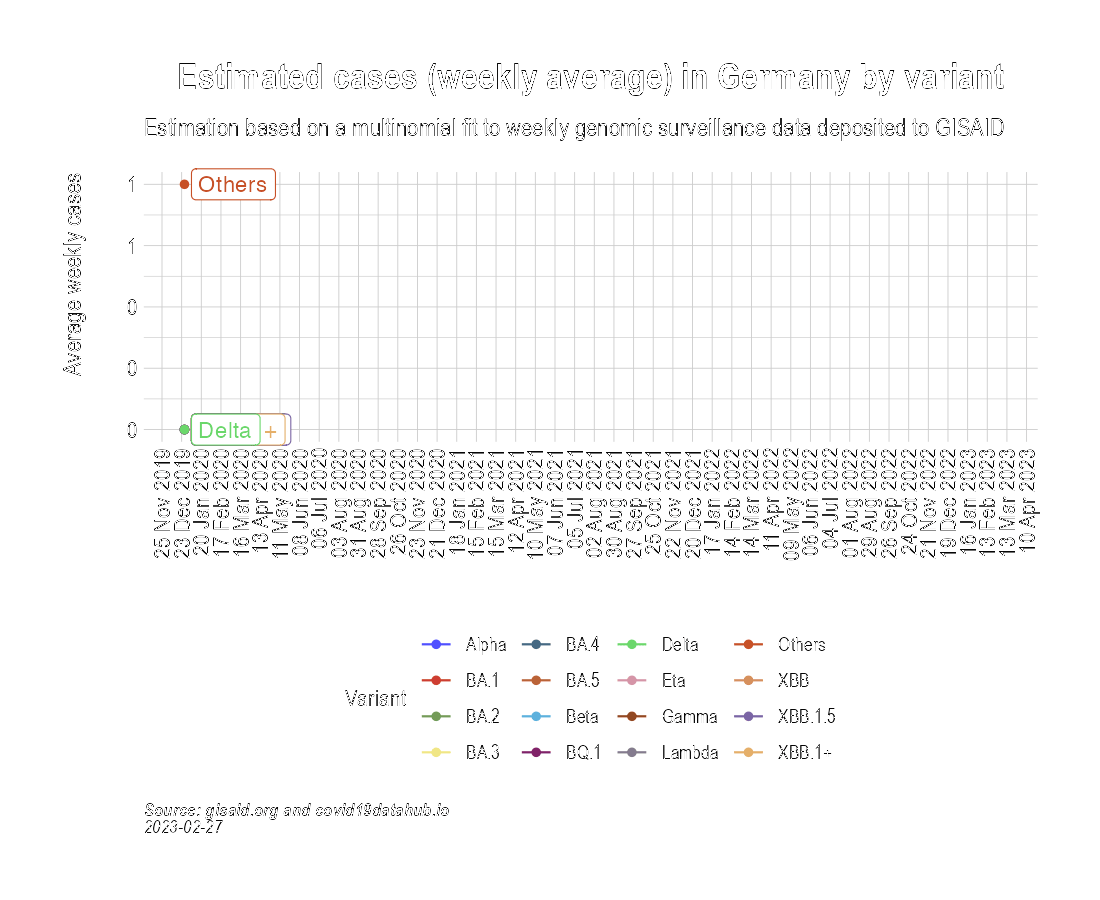 Estimated cases (weekly average) in Germany by variant
Estimation based on a multinomial fit to weekly genomic surveillance data deposited to GISAID
Average weekly cases
1
1
0
0
0
Others
Delta
+
25 Nov 2019
23 Dec 2019
20 Jan 2020
17 Feb 2020
16 Mar 2020
13 Apr 2020
11 May 2020
08 Jun 2020
06 Jul 2020
03 Aug 2020
31 Aug 2020
28 Sep 2020
26 Oct 2020
23 Nov 2020
21 Dec 2020
18 Jan 2021
15 Feb 2021
15 Mar 2021
12 Apr 2021
10 May 2021
07 Jun 2021
05 Jul 2021
02 Aug 2021
30 Aug 2021
27 Sep 2021
25 Oct 2021
22 Nov 2021
20 Dec 2021
17 Jan 2022
14 Feb 2022
14 Mar 2022
11 Apr 2022
09 May 2022
06 Jun 2022
04 Jul 2022
01 Aug 2022
29 Aug 2022
26 Sep 2022
24 Oct 2022
21 Nov 2022
19 Dec 2022
16 Jan 2023
13 Feb 2023
13 Mar 2023
10 Apr 2023
Variant
Alpha
BA.1
BA.2
BA.3
BA.4
BA.5
Beta
BQ.1
Delta
Eta
Gamma
Lambda
Others
XBB
XBB.1.5
XBB.1+
Source: gisaid.org and covid19datahub.io
2023-02-27